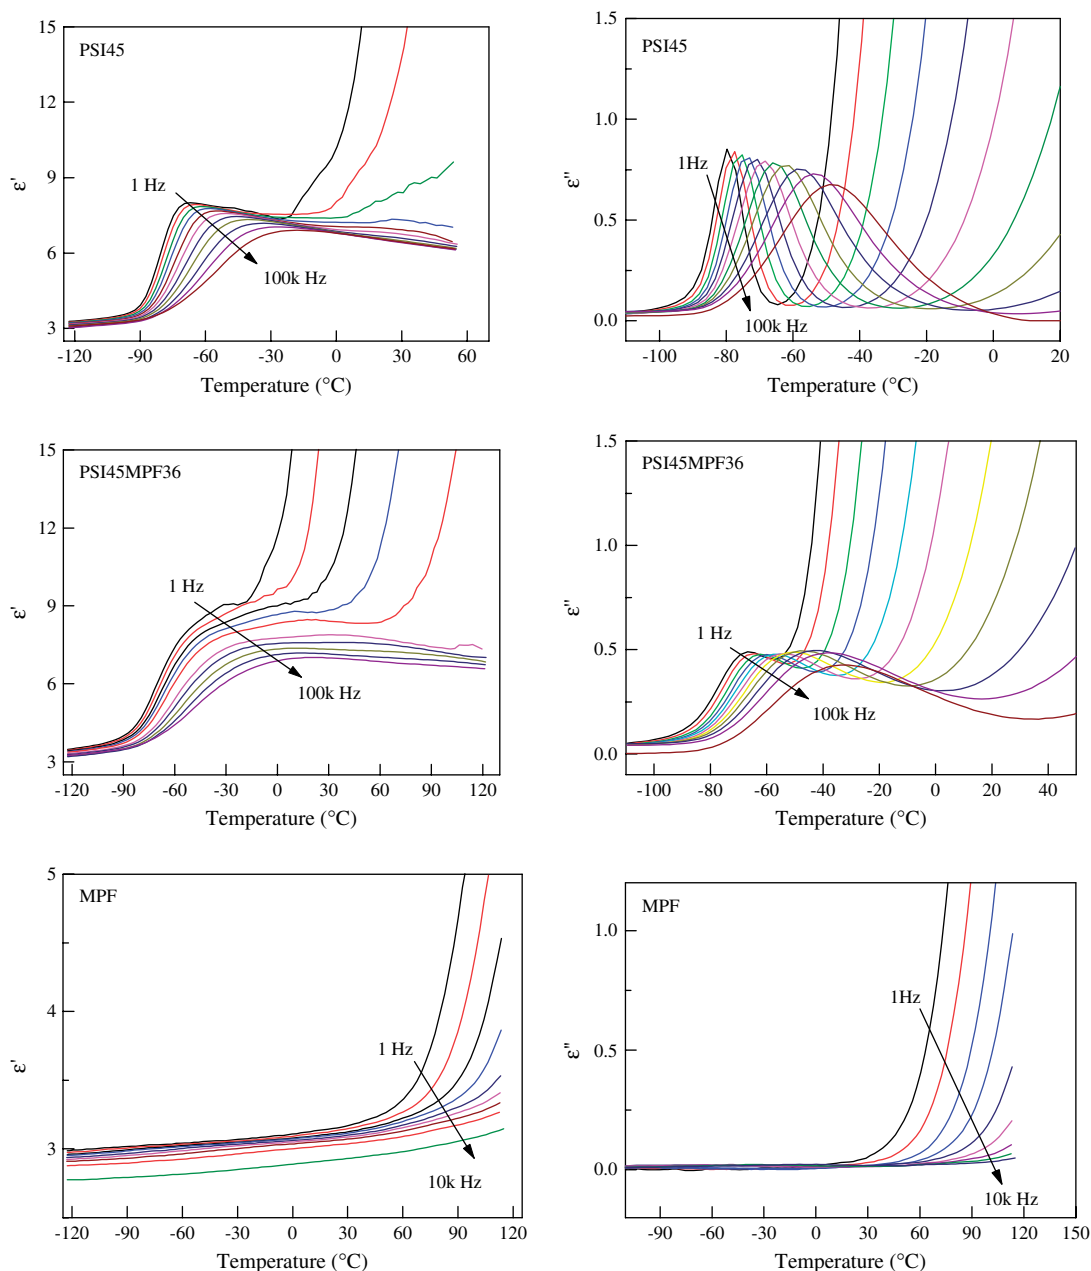 15
PSI45
12
ε'
9
1 Hz
6
100k Hz
3
-120 -90 -60 -30 0 30 60
Temperature (°C)
1.5
PSI45
1.0
ε"
1Hz
0.5
0.0
100k Hz
-100 -80 -60 -40 -20 0 20
Temperature (°C)
15
PSI45MPF36
12
ε'
9
1 Hz
6
100k Hz
3
-120 -90 -60 -30 0 30 60 90 120
Temperature (°C)
1.5
PSI45MPF36
1.0
ε"
1 Hz
0.5
100k Hz
0.0
-100 -80 -60 -40 -20 0 20 40
Temperature (°C)
5
MPF
4
ε'
1 Hz
3
10k Hz
-120 -90 -60 -30 0 30 60 90 120
Temperature (°C)
MPF
1.0
1Hz
ε"
0.5
0.0
10k Hz
-90 -60 -30 0 30 60 90 120 150
Temperature (°C)